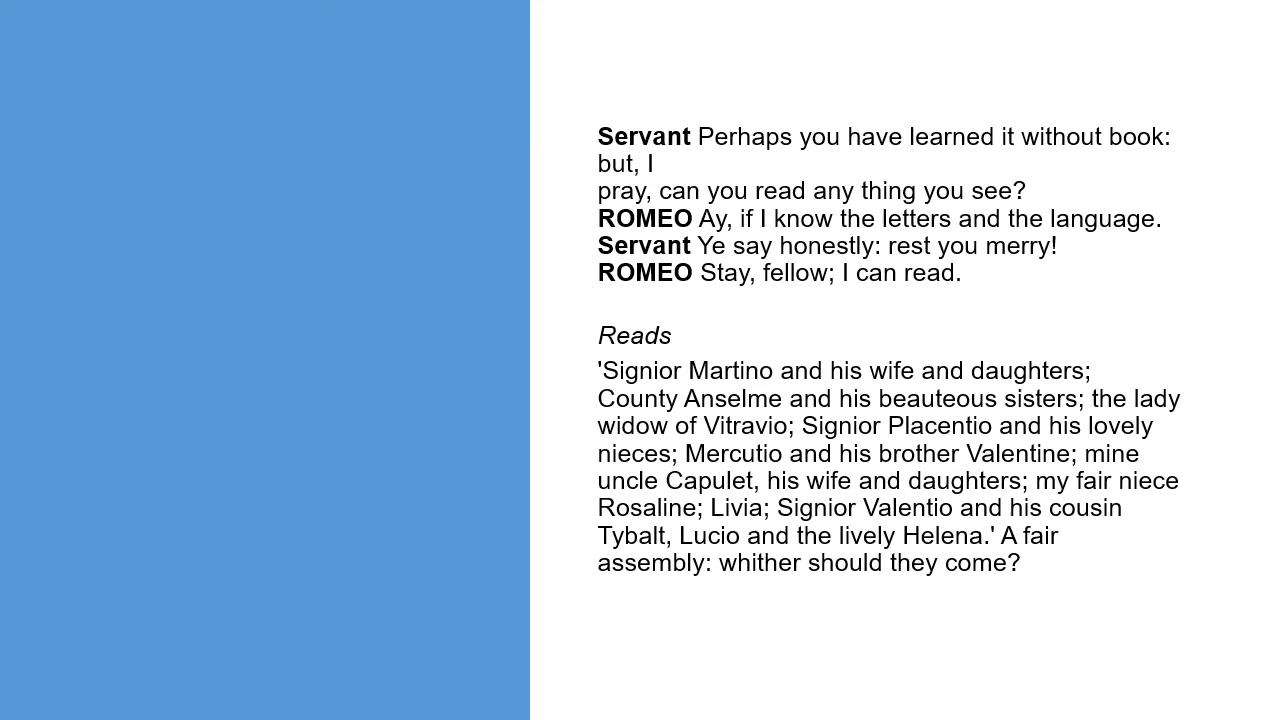 Servant Perhaps you have learned it without book:
but, I
pray, can you read any thing you see?
ROMEO Ay, if I know the letters and the language.
Servant Ye say honestly: rest you merry!
ROMEO Stay, fellow; I can read.
Reads
'Signior Martino and his wife and daughters;
County Anselme and his beauteous sisters; the lady
widow of Vitravio; Signior Placentio and his lovely
nieces; Mercutio and his brother Valentine; mine
uncle Capulet, his wife and daughters; my fair niece
Rosaline; Livia; Signior Valentio and his cousin
Tybalt, Lucio and the lively Helena.' A fair
assembly: whither should they come?